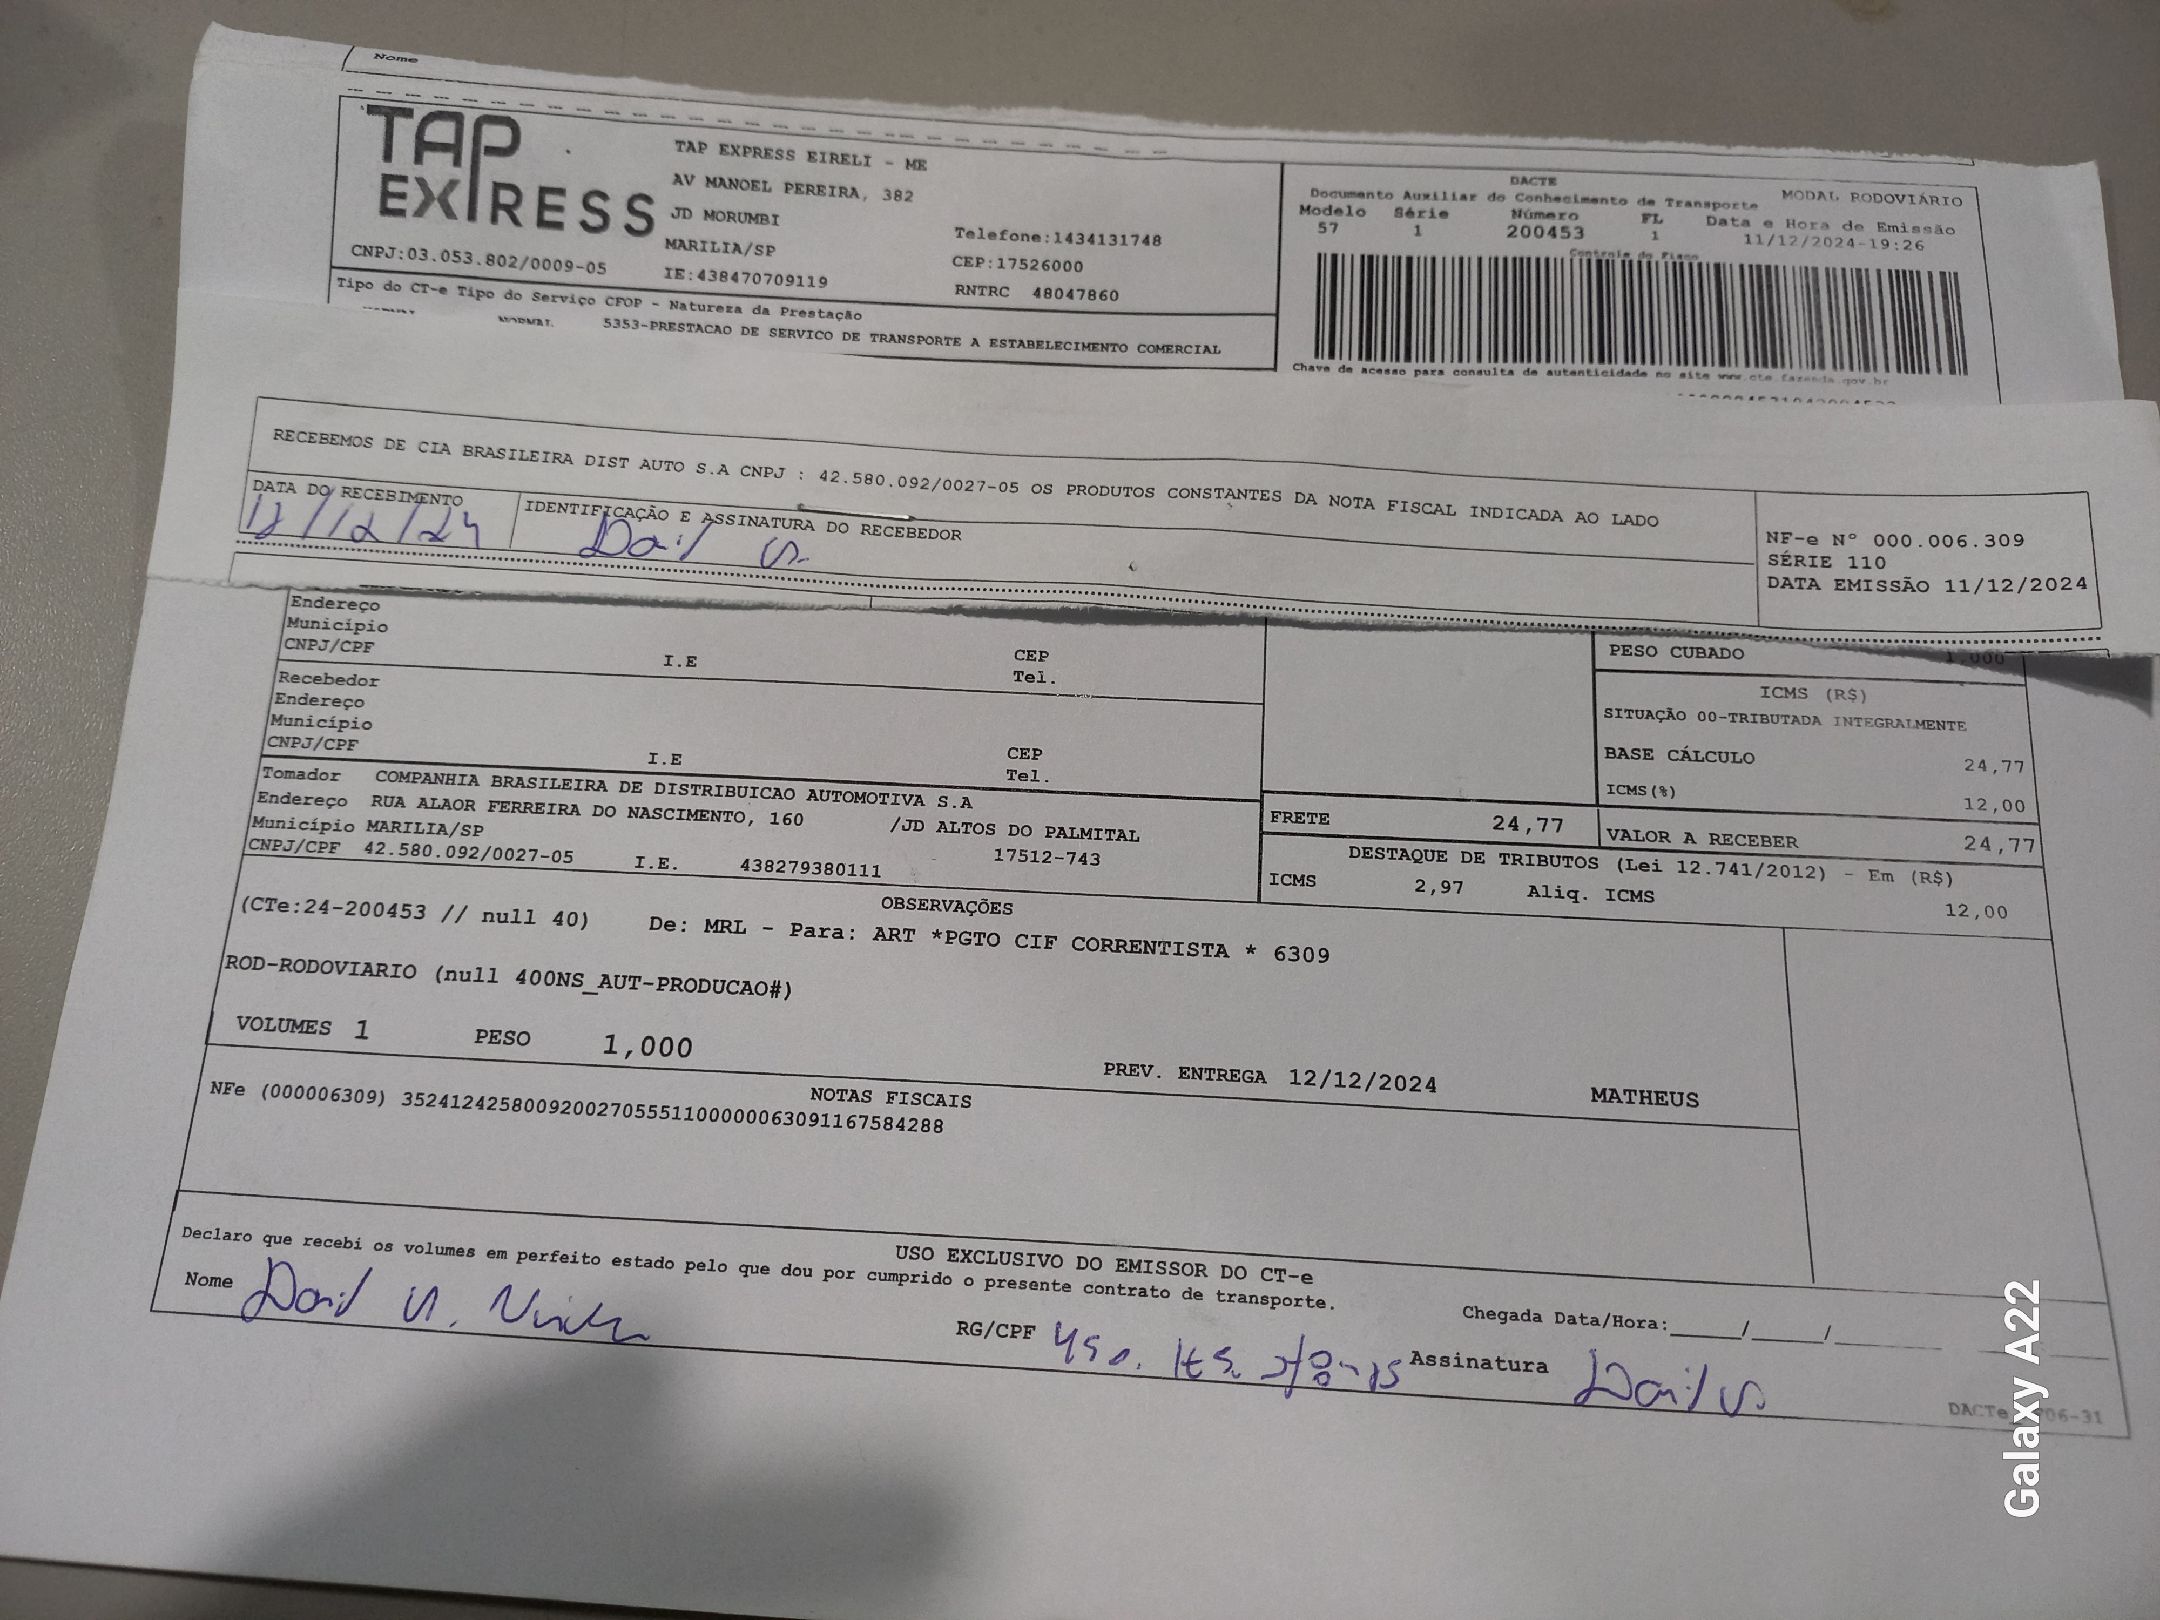 Nome
TAP EXPRESS
TAP EXPRESS EIRELI - ME
AV MANOEL PEREIRA, 382
JD MORUMBI
MARILIA/SP
Telefone:1434131748
CEP:17526000
CNPJ:03.053.802/0009-05
IE:438470709119
RNTRC 48047860
DACTE
MODAL RODOVIÁRIO
Documento Auxiliar do Conhecimento de Transporte
Modelo Série Número FL Data e Hora de Emissão
57 1 200453 1 11/12/2024-19:26
Controle do Fisco
Chave de acesso para consulta de autenticidade no site www.cte.fazenda.gov.br
Tipo do CT-e Tipo do Serviço CFOP - Natureza da Prestação
NORMAL 5353-PRESTACAO DE SERVICO DE TRANSPORTE A ESTABELECIMENTO COMERCIAL
RECEBEMOS DE CIA BRASILEIRA DIST AUTO S.A CNPJ : 42.580.092/0027-05 OS PRODUTOS CONSTANTES DA NOTA FISCAL INDICADA AO LADO
DATA DO RECEBIMENTO
12/12/24
IDENTIFICAÇÃO E ASSINATURA DO RECEBEDOR
NF-e Nº 000.006.309
SÉRIE 110
DATA EMISSÃO 11/12/2024
Endereço
Município
CNPJ/CPF I.E CEP
Tel.
Recebedor
Endereço
Município
CNPJ/CPF I.E CEP
Tel.
PESO CUBADO 1,000
ICMS (R$)
SITUAÇÃO 00-TRIBUTADA INTEGRALMENTE
BASE CÁLCULO 24,77
ICMS(%) 12,00
Tomador COMPANHIA BRASILEIRA DE DISTRIBUICAO AUTOMOTIVA S.A
Endereço RUA ALAOR FERREIRA DO NASCIMENTO, 160 /JD ALTOS DO PALMITAL
Município MARILIA/SP 17512-743
CNPJ/CPF 42.580.092/0027-05 I.E. 438279380111
FRETE 24,77 VALOR A RECEBER 24,77
DESTAQUE DE TRIBUTOS (Lei 12.741/2012) - Em (R$)
ICMS 2,97 Aliq. ICMS 12,00
OBSERVAÇÕES
(CTe:24-200453 // null 40) De: MRL - Para: ART *PGTO CIF CORRENTISTA * 6309
ROD-RODOVIARIO (null 400NS_AUT-PRODUCAO#)
VOLUMES 1 PESO 1,000
PREV. ENTREGA 12/12/2024 MATHEUS
NOTAS FISCAIS
NFe (000006309) 35241242580092002705551100000063091167584288
USO EXCLUSIVO DO EMISSOR DO CT-e
Declaro que recebi os volumes em perfeito estado pelo que dou por cumprido o presente contrato de transporte.
Nome
RG/CPF
Chegada Data/Hora:_____/_____/
Assinatura
Galaxy A22